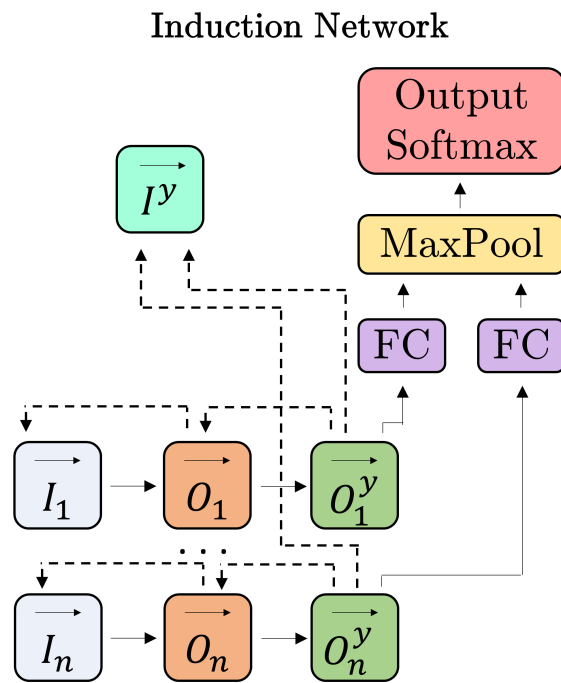 Induction Network
Output
Softmax
I^y
MaxPool
FC FC
I_1 O_1 O_1^y
. . .
I_n O_n O_n^y